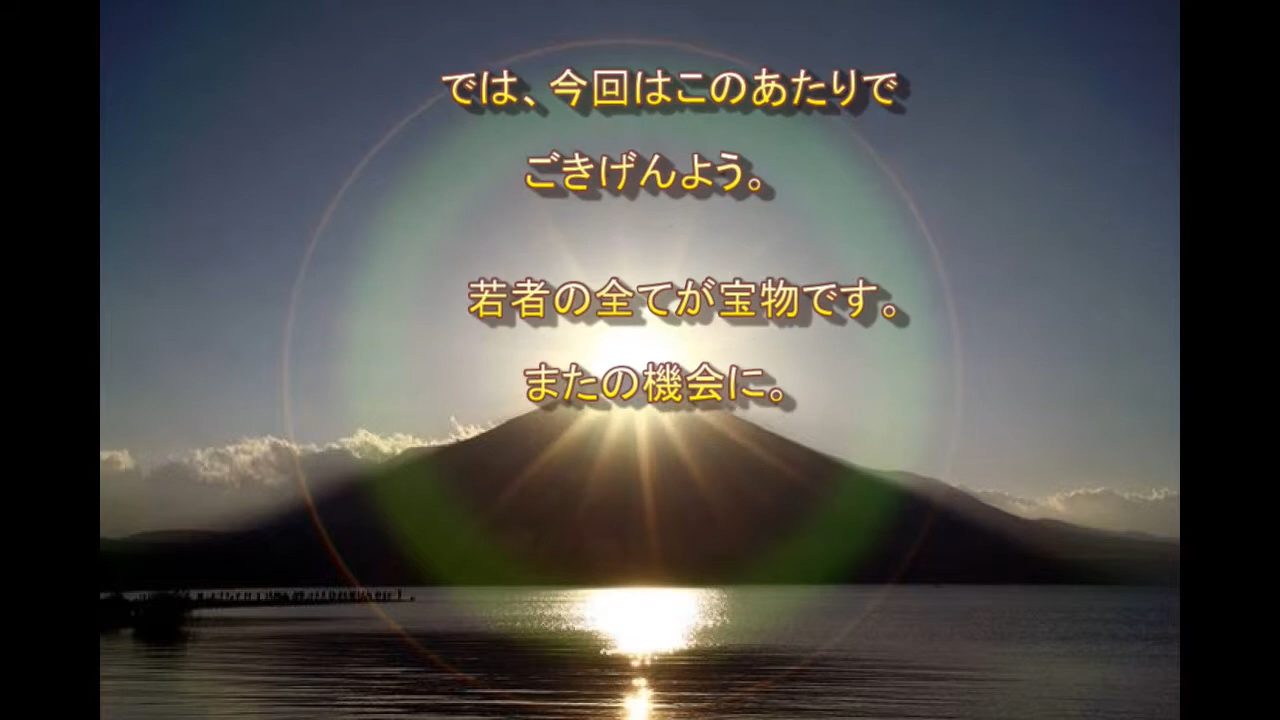 では、今回はこのあたりで
ごきげんよう。
若者の全てが宝物です。
またの機会に。